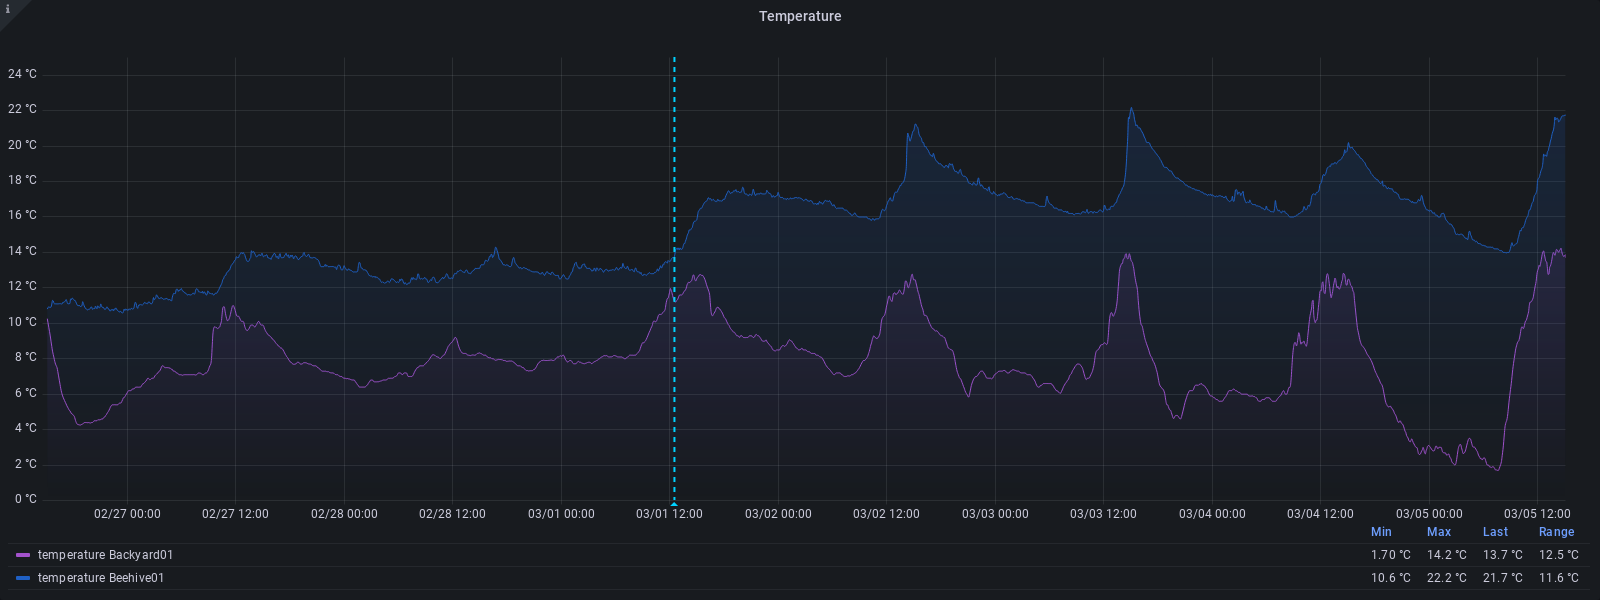 i
Temperature
24 °C
22 °C
20 °C
18 °C
16 °C
14 °C
12 °C
10 °C
8 °C
6 °C
4 °C
2 °C
0 °C
02/27 00:00 02/27 12:00 02/28 00:00 02/28 12:00 03/01 00:00 03/01 12:00 03/02 00:00 03/02 12:00 03/03 00:00 03/03 12:00 03/04 00:00 03/04 12:00 03/05 00:00 03/05 12:00
Min Max Last Range
temperature Backyard01 1.70 °C 14.2 °C 13.7 °C 12.5 °C
temperature Beehive01 10.6 °C 22.2 °C 21.7 °C 11.6 °C